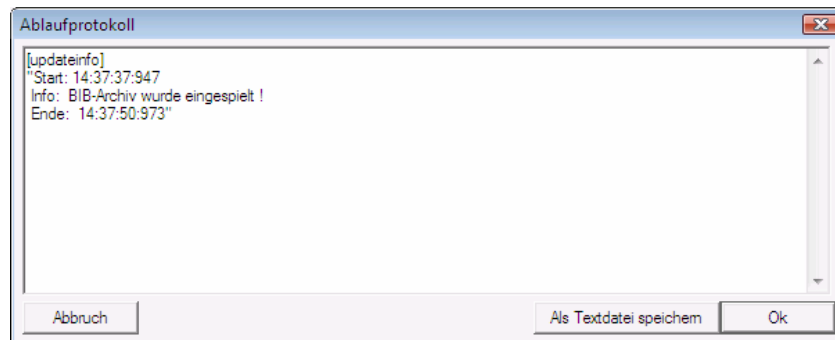 Ablaufprotokoll
[updateinfo]
"Start: 14:37:37:947
Info: BIB-Archiv wurde eingespielt !
Ende: 14:37:50:973"
Abbruch
Als Textdatei speichern
Ok